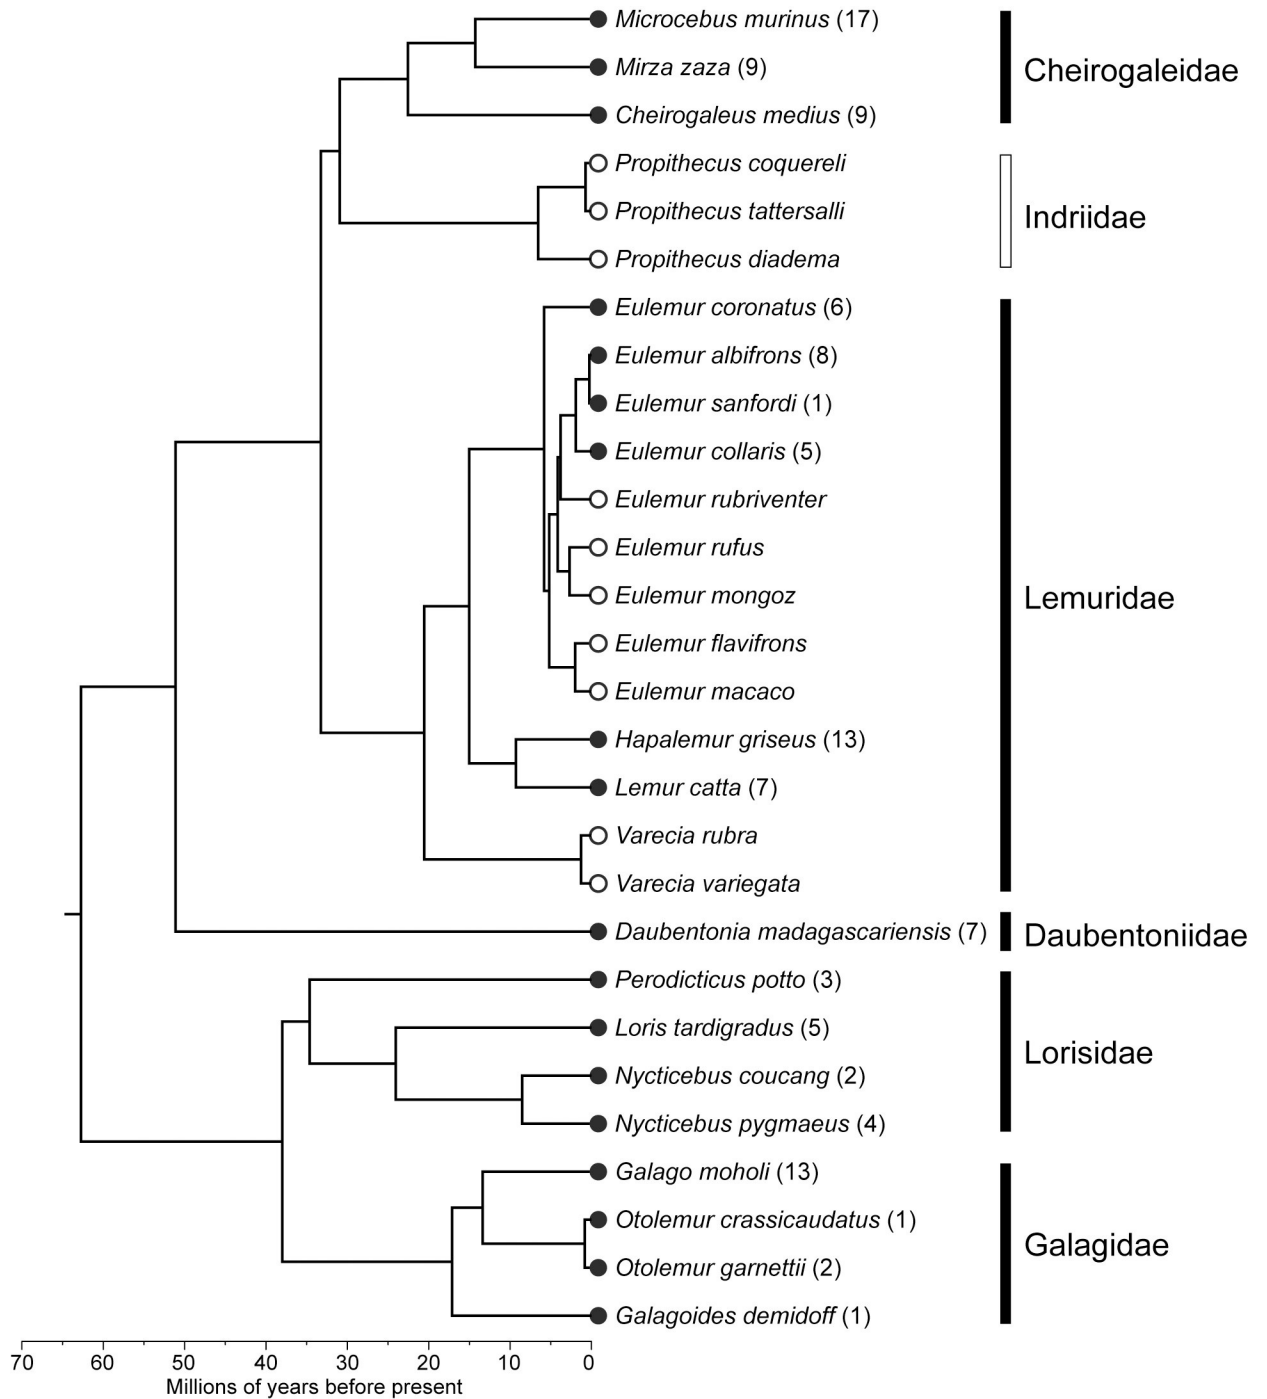 Microcebus murinus (17)
Mirza zaza (9)
Cheirogaleus medius (9)
Cheirogaleidae
Propithecus coquereli
Propithecus tattersalli
Propithecus diadema
Indriidae
Eulemur coronatus (6)
Eulemur albifrons (8)
Eulemur sanfordi (1)
Eulemur collaris (5)
Eulemur rubriventer
Eulemur rufus
Eulemur mongoz
Eulemur flavifrons
Eulemur macaco
Hapalemur griseus (13)
Lemur catta (7)
Varecia rubra
Varecia variegata
Lemuridae
Daubentonia madagascariensis (7)
Daubentoniidae
Perodicticus potto (3)
Loris tardigradus (5)
Nycticebus coucang (2)
Nycticebus pygmaeus (4)
Lorisidae
Galago moholi (13)
Otolemur crassicaudatus (1)
Otolemur garnettii (2)
Galagoides demidoff (1)
Galagidae
70 60 50 40 30 20 10 0
Millions of years before present